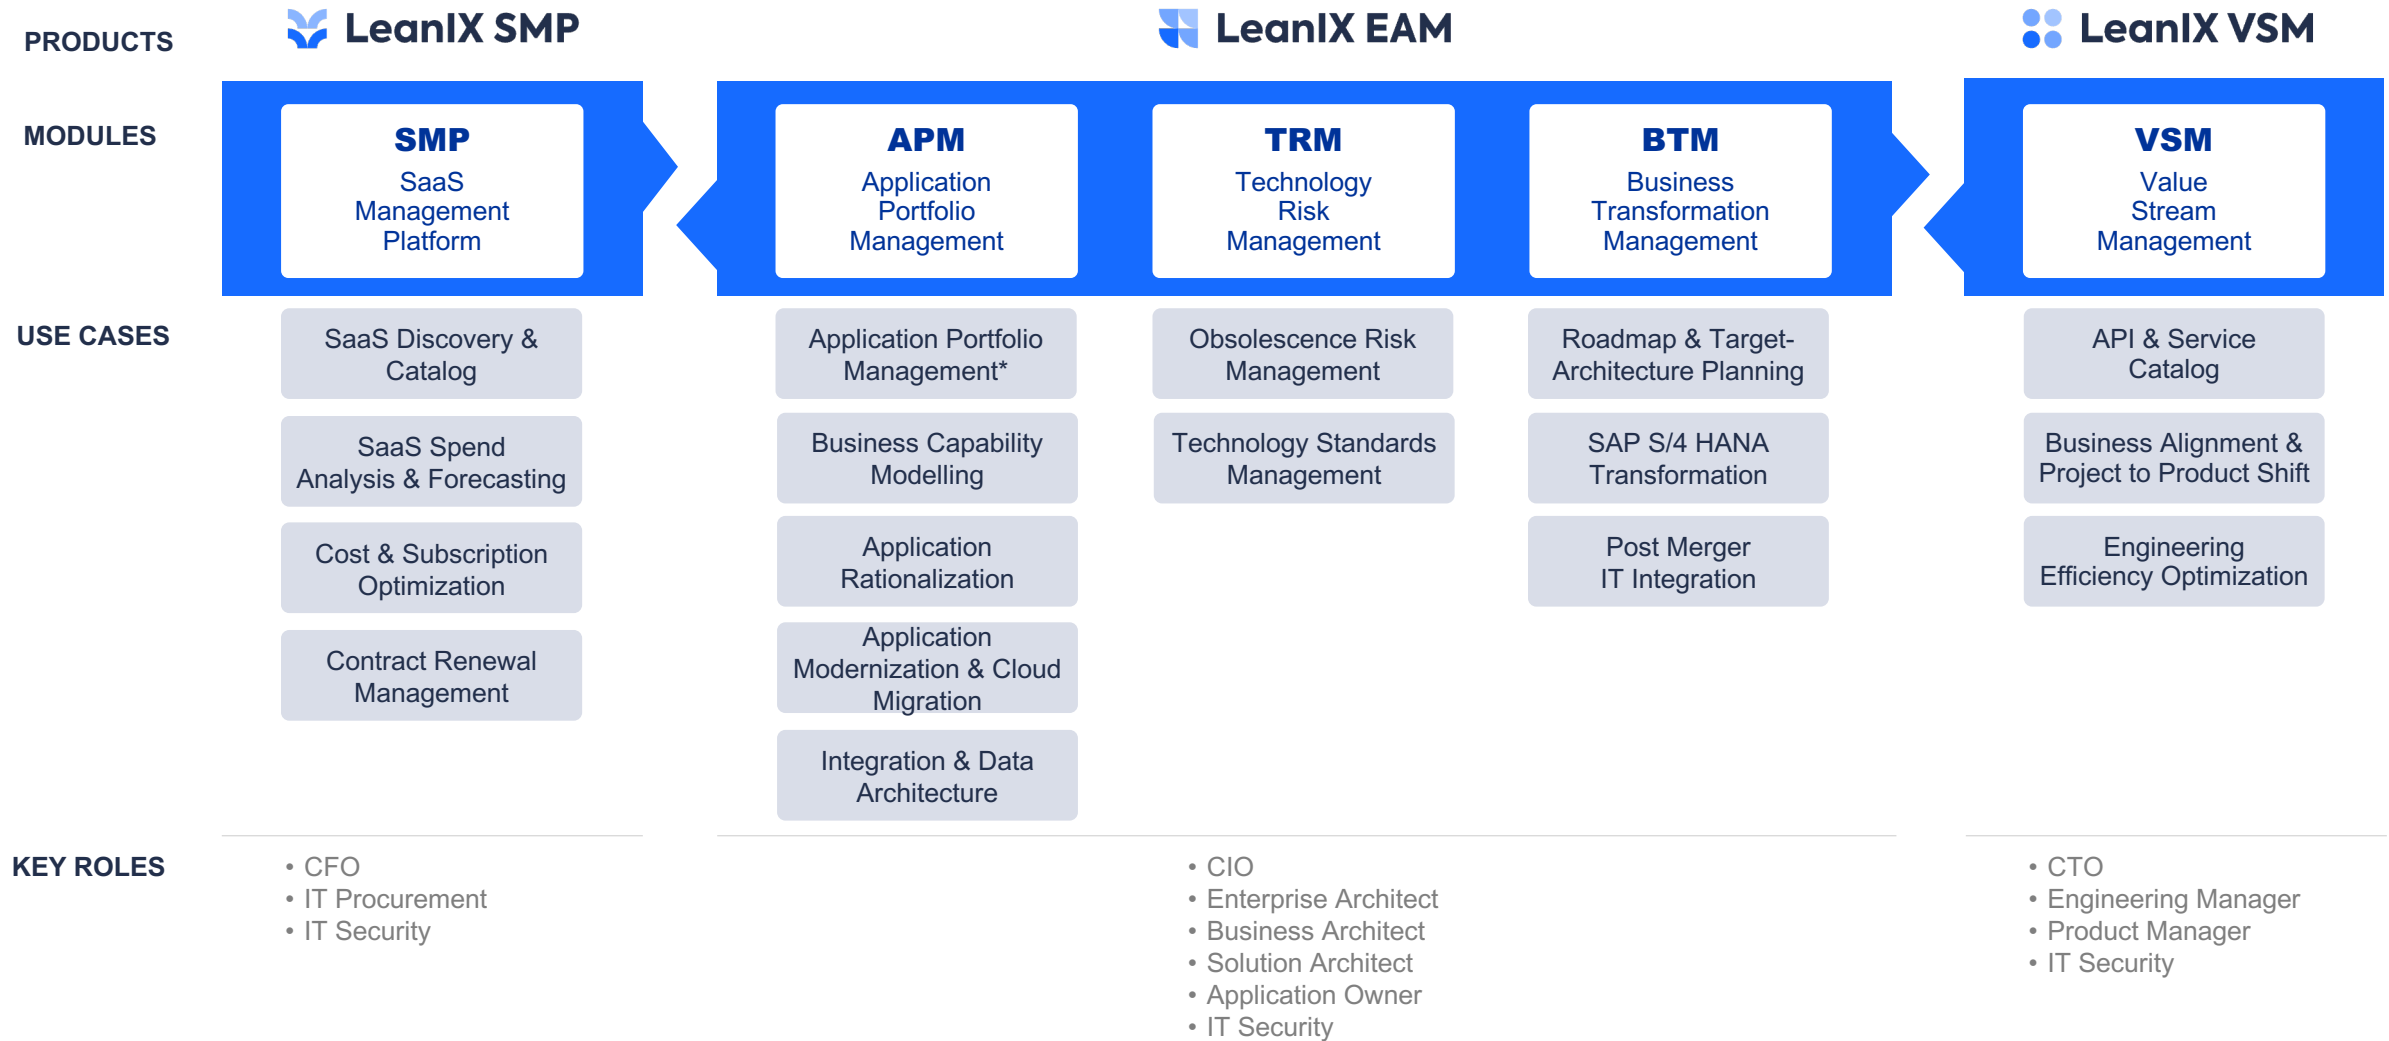 PRODUCTS
LeanIX SMP
LeanIX EAM
LeanIX VSM
MODULES
SMP
SaaS
Management
Platform
APM
Application
Portfolio
Management
TRM
Technology
Risk
Management
BTM
Business
Transformation
Management
VSM
Value
Stream
Management
USE CASES
SaaS Discovery &
Catalog
SaaS Spend
Analysis & Forecasting
Cost & Subscription
Optimization
Contract Renewal
Management
Application Portfolio
Management*
Business Capability
Modelling
Application
Rationalization
Application
Modernization & Cloud
Migration
Integration & Data
Architecture
Obsolescence Risk
Management
Technology Standards
Management
Roadmap & Target-
Architecture Planning
SAP S/4 HANA
Transformation
Post Merger
IT Integration
API & Service
Catalog
Business Alignment &
Project to Product Shift
Engineering
Efficiency Optimization
KEY ROLES
• CFO
• IT Procurement
• IT Security
• CIO
• Enterprise Architect
• Business Architect
• Solution Architect
• Application Owner
• IT Security
• CTO
• Engineering Manager
• Product Manager
• IT Security